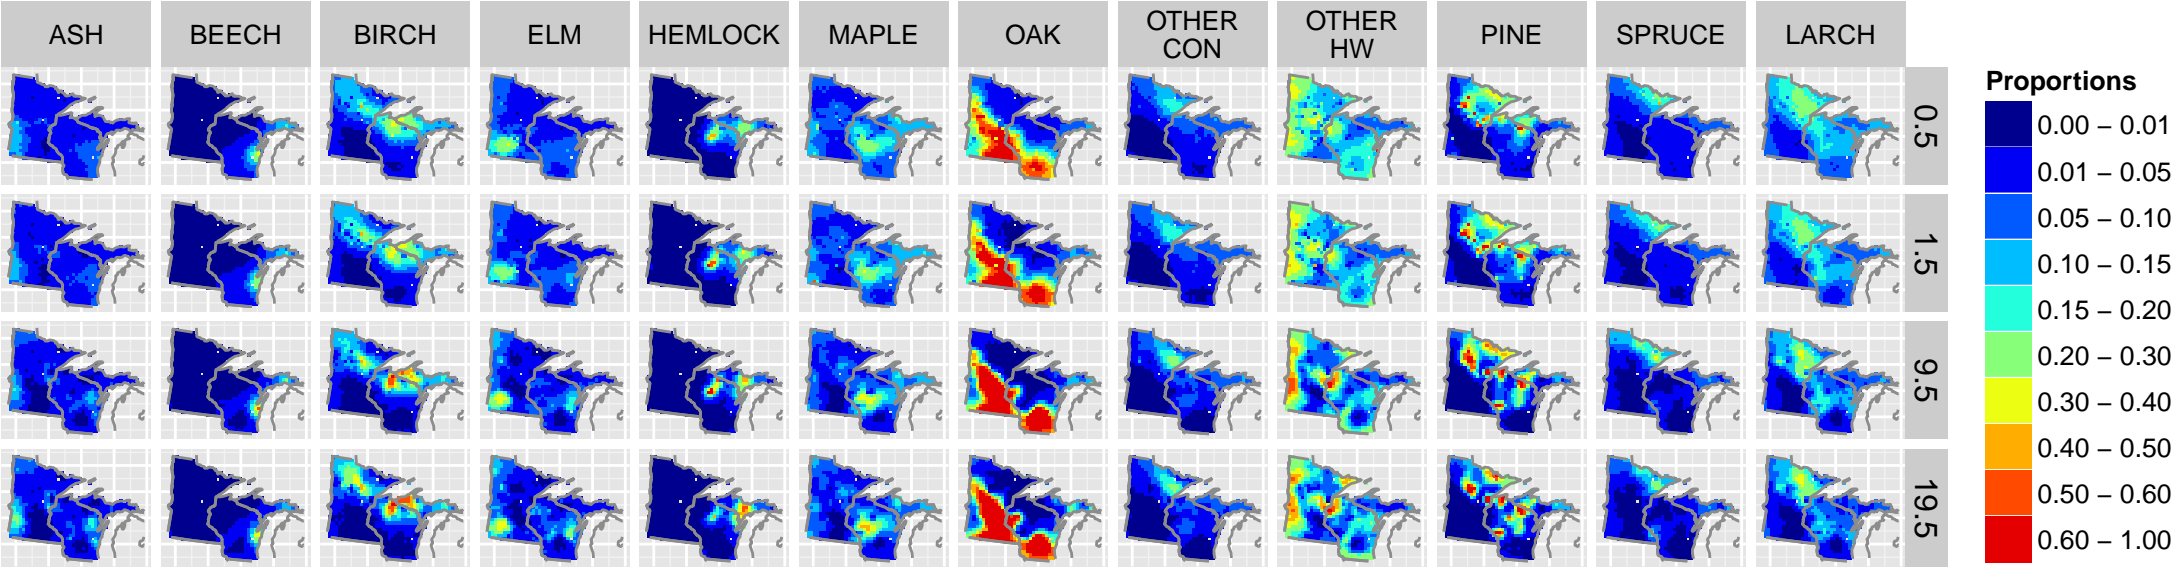 ASH
BEECH
BIRCH
ELM
HEMLOCK
MAPLE
OAK
OTHER
CON
OTHER
HW
PINE
SPRUCE
LARCH
0.5
1.5
9.5
19.5
Proportions
0.00 − 0.01
0.01 − 0.05
0.05 − 0.10
0.10 − 0.15
0.15 − 0.20
0.20 − 0.30
0.30 − 0.40
0.40 − 0.50
0.50 − 0.60
0.60 − 1.00